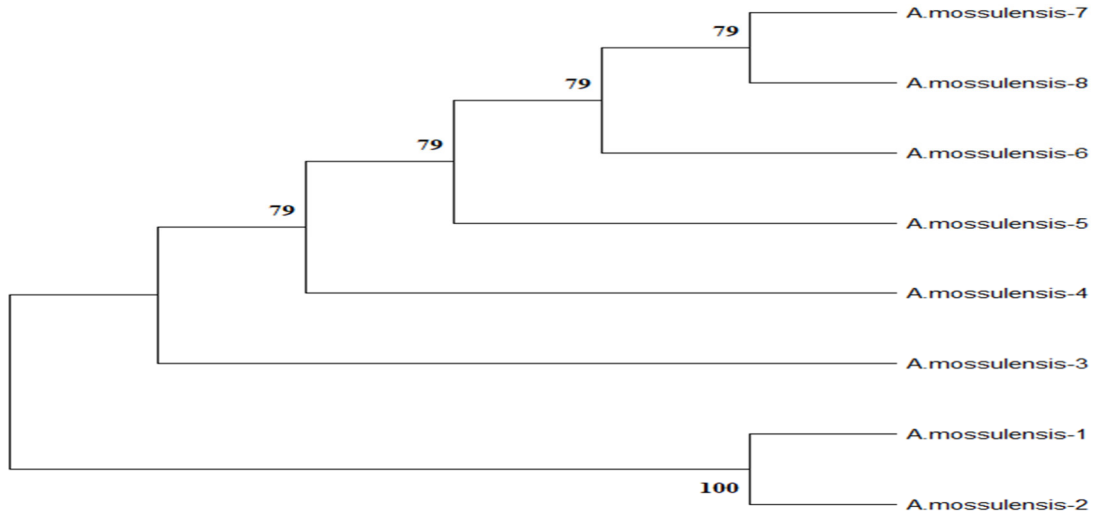 A.mossulensis-7
79
A.mossulensis-8
79
79
A.mossulensis-6
79
A.mossulensis-5
A.mossulensis-4
A.mossulensis-3
A.mossulensis-1
100
A.mossulensis-2